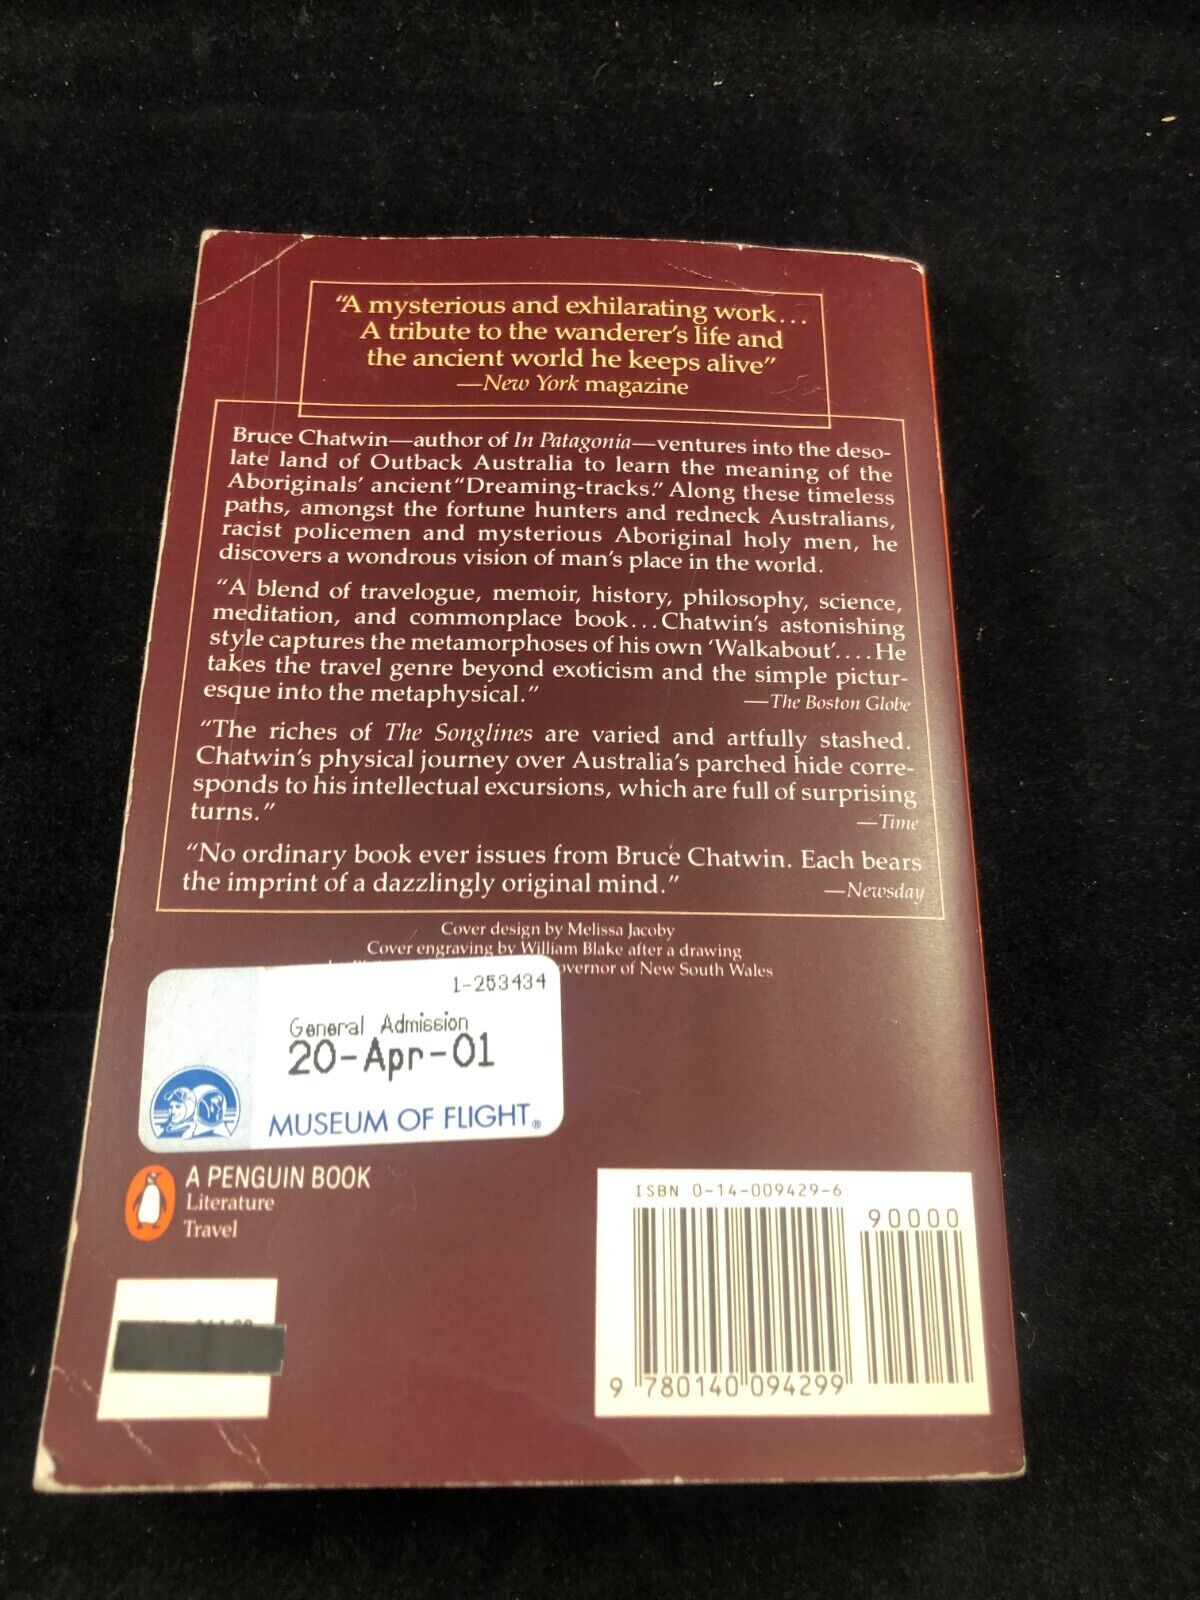 “A mysterious and exhilarating work...
A tribute to the wanderer's life and
the ancient world he keeps alive”
—New York magazine
Bruce Chatwin—author of In Patagonia—ventures into the deso-
late land of Outback Australia to learn the meaning of the
Aboriginals' ancient “Dreaming-tracks.” Along these timeless
paths, amongst the fortune hunters and redneck Australians,
racist policemen and mysterious Aboriginal holy men, he
discovers a wondrous vision of man's place in the world.
“A blend of travelogue, memoir, history, philosophy, science,
meditation, and commonplace book...Chatwin's astonishing
style captures the metamorphoses of his own ‘Walkabout’....He
takes the travel genre beyond exoticism and the simple pictur-
esque into the metaphysical.”
—The Boston Globe
“The riches of The Songlines are varied and artfully stashed.
Chatwin's physical journey over Australia's parched hide corre-
sponds to his intellectual excursions, which are full of surprising
turns.”
—Time
“No ordinary book ever issues from Bruce Chatwin. Each bears
the imprint of a dazzlingly original mind.”
—Newsday
Cover design by Melissa Jacoby
Cover engraving by William Blake after a drawing
of New South Wales
1-253434
General Admission
20-Apr-01
MUSEUM OF FLIGHT®
A PENGUIN BOOK
Literature
Travel
ISBN 0-14-009429-6
90000
9 780140 094299